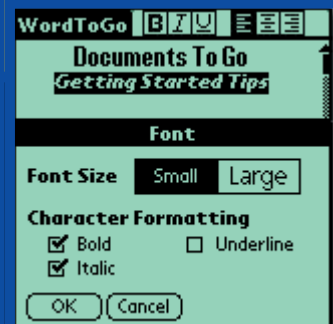 WordToGo B I U
Documents To Go
Getting Started Tips
Font
Font Size Small Large
Character Formatting
Bold Underline
Italic
OK Cancel